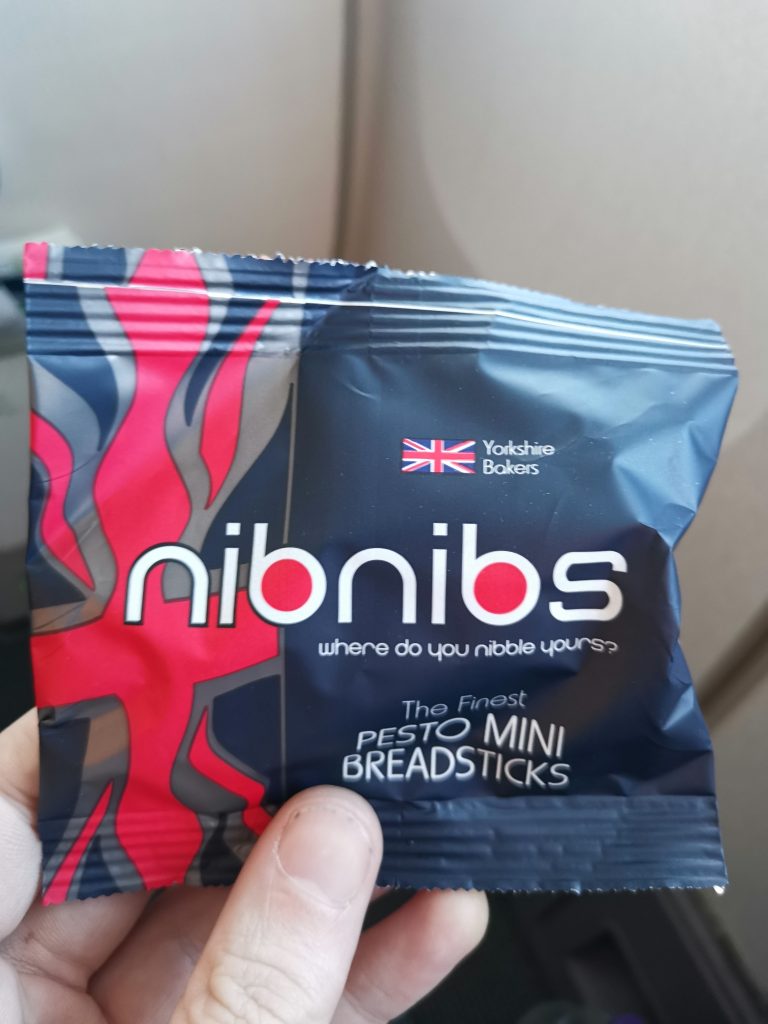 Yorkshire
Bakers
nibnibs
where do you nibble yours?
The Finest
PESTO MINI
BREADSTICKS